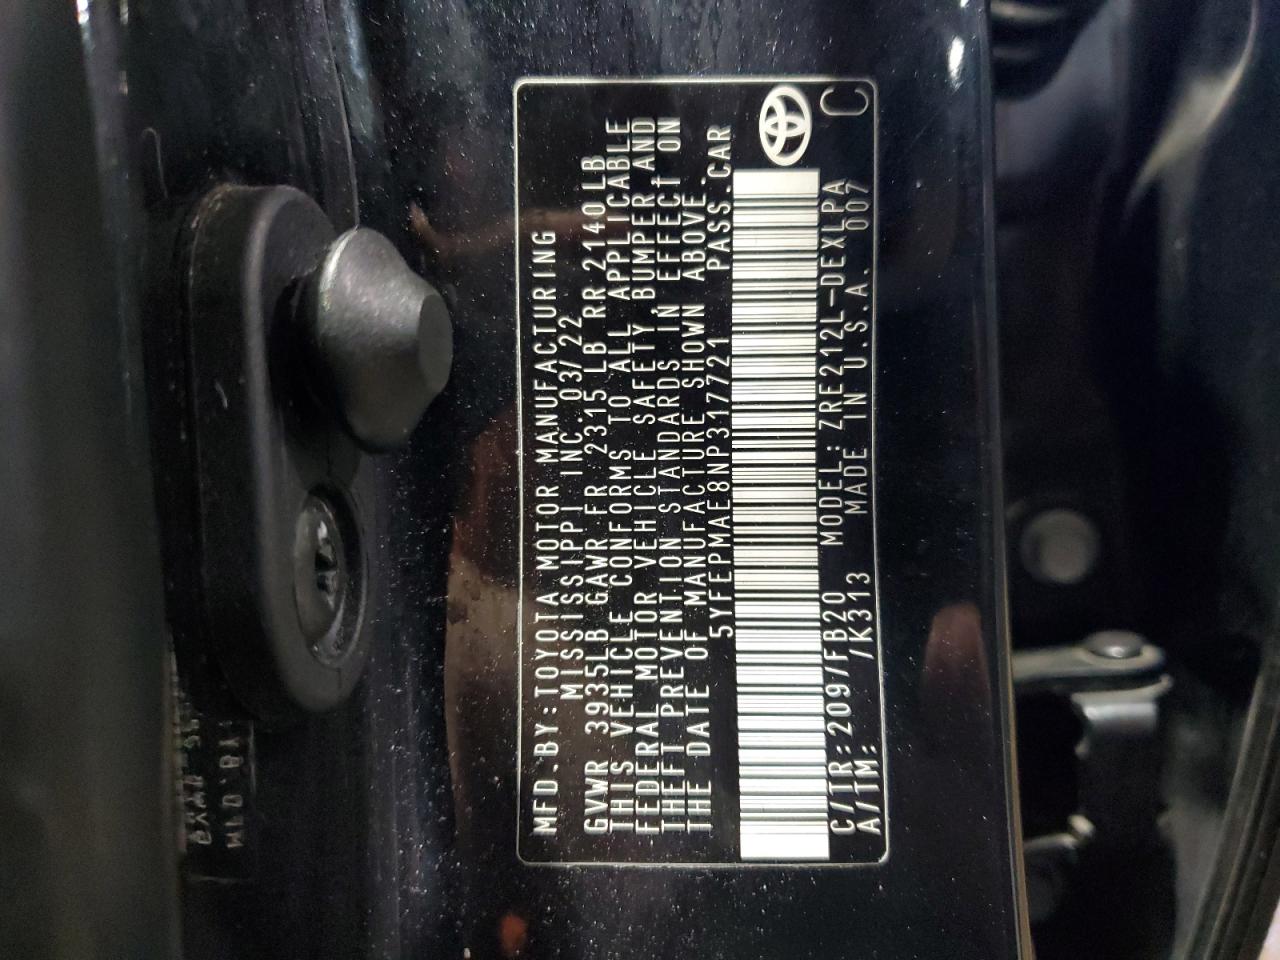 MFD.BY:TOYOTA MOTOR MANUFACTURING
MISSISSIPPI INC. 03/22
GVWR 3935LB GAWR FR 2315 LB RR 2140LB
THIS VEHICLE CONFORMS TO ALL APPLICABLE
FEDERAL MOTOR VEHICLE SAFETY,BUMPER AND
THEFT PREVENTION STANDARDS IN EFFECT ON
THE DATE OF MANUFACTURE SHOWN ABOVE.
5YFEPMAE8NP317721 PASS.CAR
C/TR:209/FB20 MODEL:ZRE212L-DEXLPA
A/TM: /K313 MADE IN U.S.A. 007 C